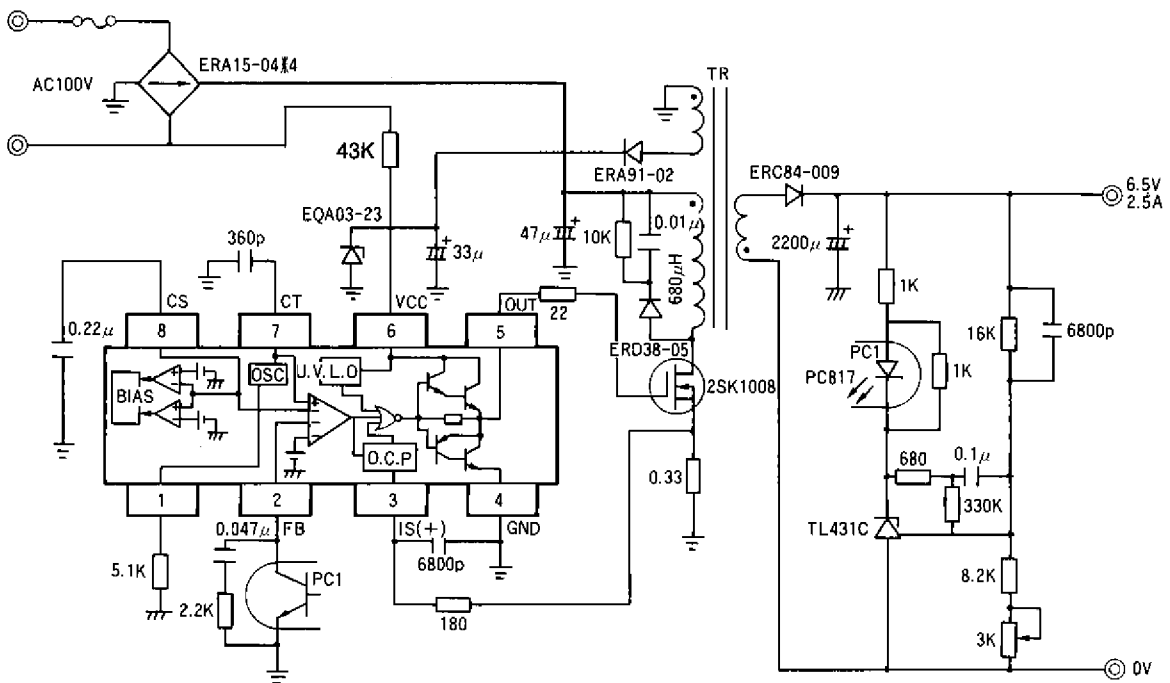 AC100V
ERA15-04⁝4
43K
TR
ERA91-02
ERC84-009
6.5V
2.5A
EQA03-23
360p
33μ
47μ
10K
0.01μ
680μH
2200μ
1K
16K
6800p
0.22μ
CS
CT
VCC
OUT
22
8
7
6
5
ERD38-05
2SK1008
PC1
PC817
1K
BIAS
OSC
U.V.L.O
O.C.P
0.33
680
0.1μ
330K
TL431C
1
2
3
4
0.047μ
FB
IS(+)
GND
6800p
5.1K
2.2K
PC1
180
8.2K
3K
0V